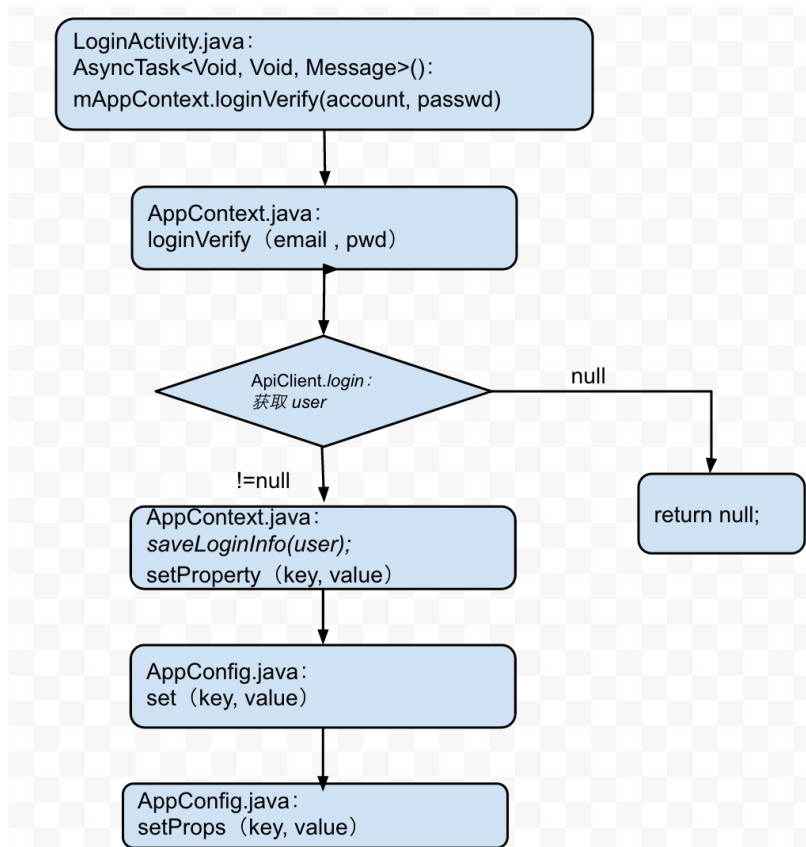 LoginActivity.java：
AsyncTask<Void, Void, Message>():
mAppContext.loginVerify(account, passwd)
AppContext.java：
loginVerify（email , pwd）
ApiClient.login：
获取 user
null
!=null
AppContext.java：
saveLoginInfo(user);
setProperty（key, value）
return null;
AppConfig.java：
set（key, value）
AppConfig.java：
setProps（key, value）